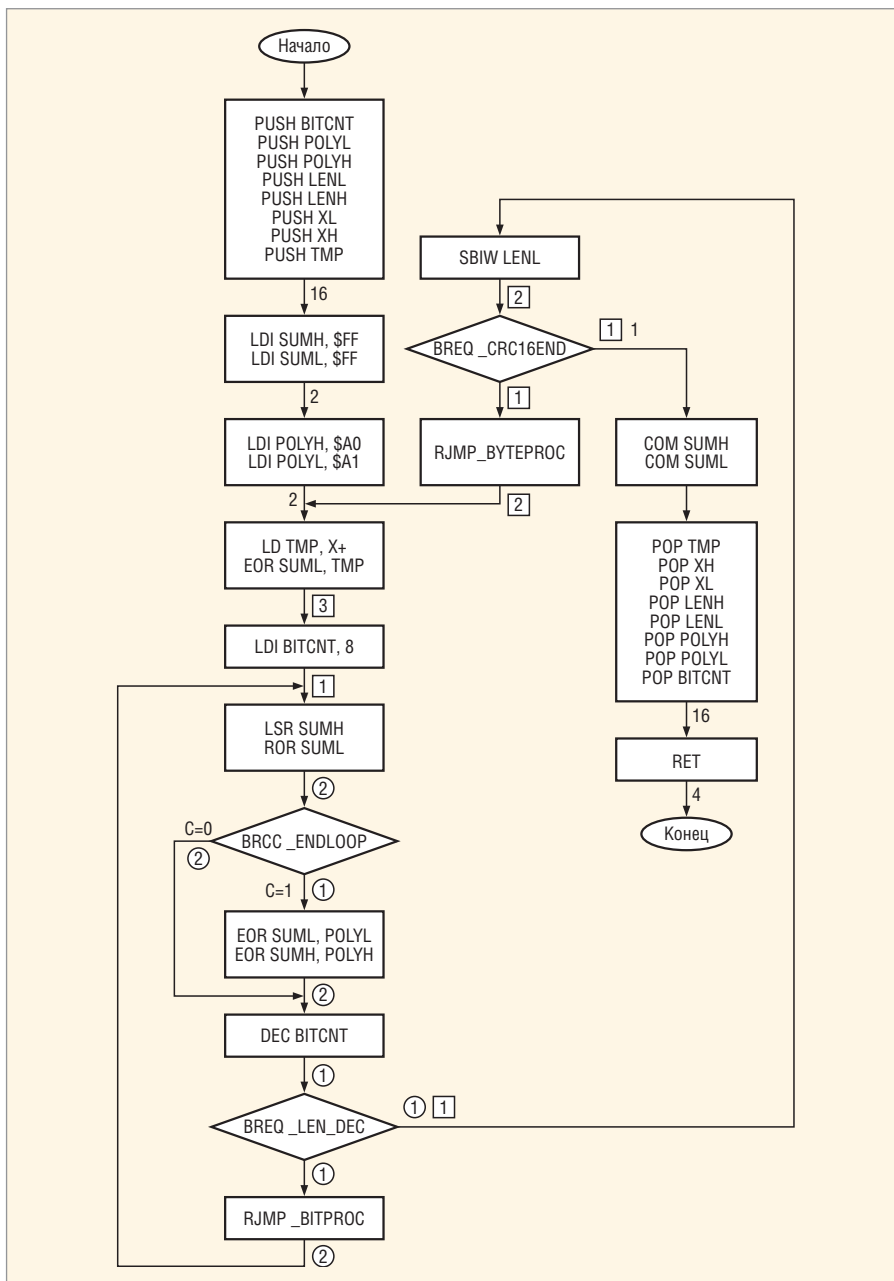 Начало
PUSH BITCNT
PUSH POLYL
PUSH POLYH
PUSH LENL
PUSH LENH
PUSH XL
PUSH XH
PUSH TMP
16
LDI SUMH, $FF
LDI SUML, $FF
2
LDI POLYH, $A0
LDI POLYL, $A1
2
LD TMP, X+
EOR SUML, TMP
3
LDI BITCNT, 8
1
LSR SUMH
ROR SUML
2
BRCC _ENDLOOP
C=0
2
C=1
1
EOR SUML, POLYL
EOR SUMH, POLYH
2
DEC BITCNT
1
BREQ _LEN_DEC
1 1
1
RJMP _BITPROC
2
SBIW LENL
2
BREQ _CRC16END
1 1
1
RJMP_BYTEPROC
2
COM SUMH
COM SUML
POP TMP
POP XH
POP XL
POP LENH
POP LENL
POP POLYH
POP POLYL
POP BITCNT
16
RET
4
Конец